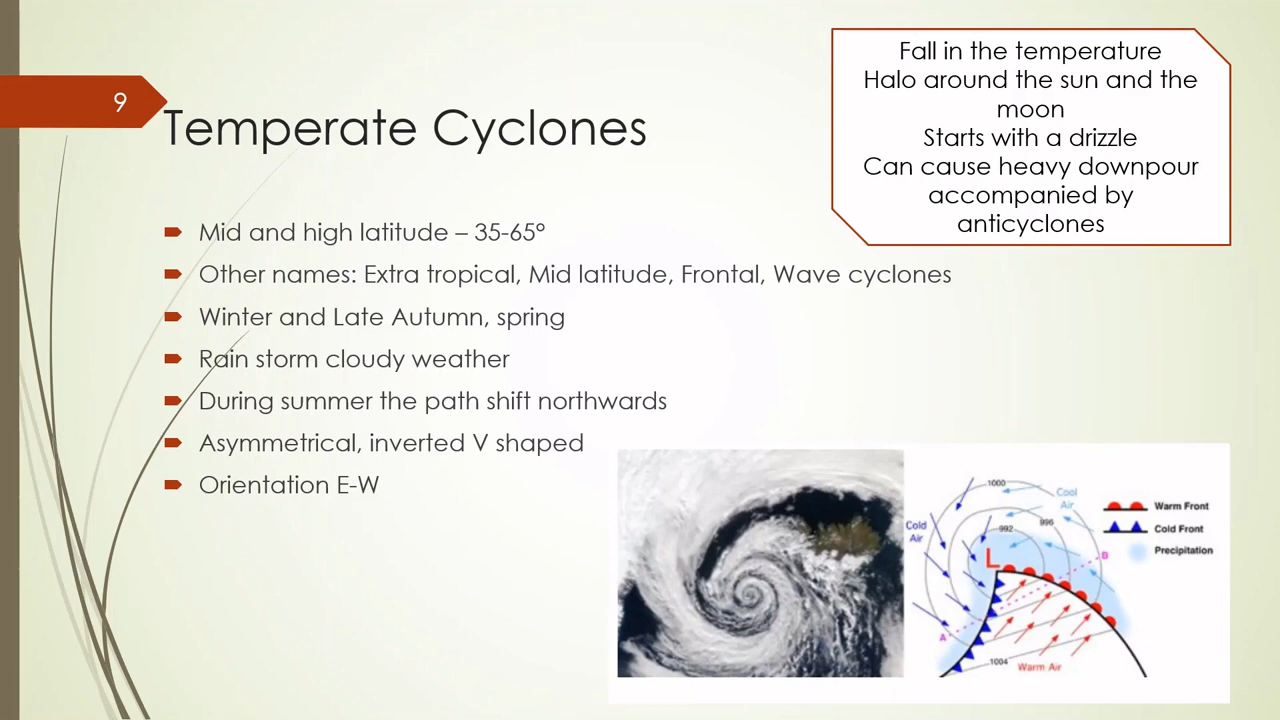 9
Temperate Cyclones
Fall in the temperature
Halo around the sun and the
moon
Starts with a drizzle
Can cause heavy downpour
accompanied by
anticyclones
Mid and high latitude – 35-65°
Other names: Extra tropical, Mid latitude, Frontal, Wave cyclones
Winter and Late Autumn, spring
Rain storm cloudy weather
During summer the path shift northwards
Asymmetrical, inverted V shaped
Orientation E-W
1000
Cool
Air
996
992
Cold
Air
L
B
A
1004
Warm Air
Warm Front
Cold Front
Precipitation